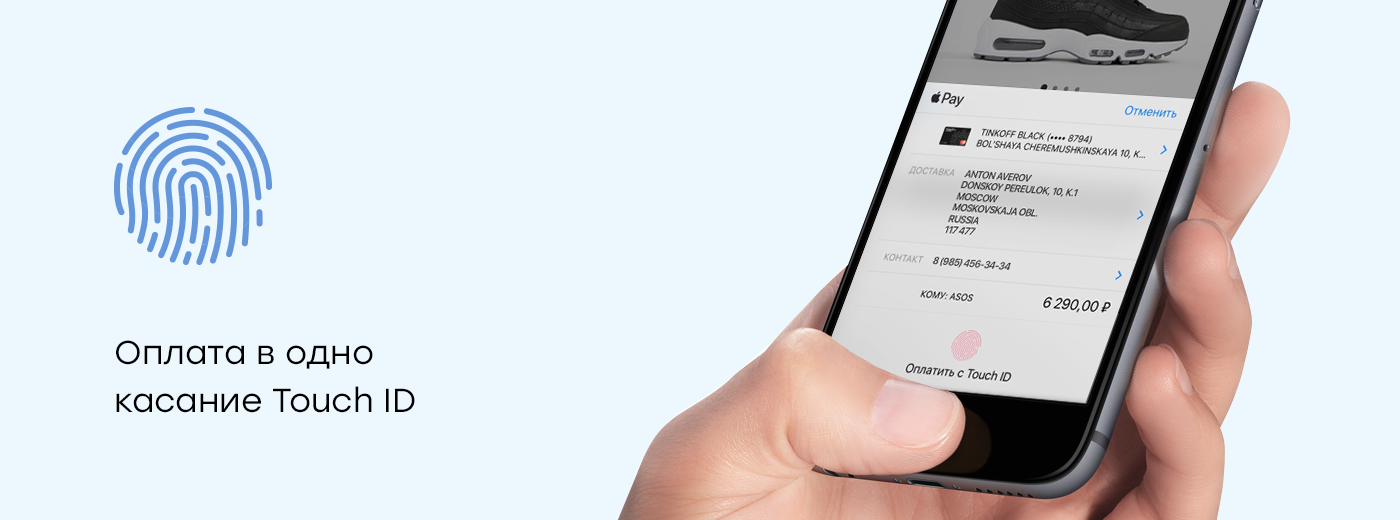 Оплата в одно
касание Touch ID
Pay
Отменить
TINKOFF BLACK (•••• 8794)
BOL'SHAYA CHEREMUSHKINSKAYA 10, K...
ДОСТАВКА ANTON AVEROV
DONSKOY PEREULOK, 10, K.1
MOSCOW
MOSKOVSKAJA OBL.
RUSSIA
117 477
КОНТАКТ 8 (985) 456-34-34
КОМУ: ASOS 6 290,00 ₽
Оплатить с Touch ID